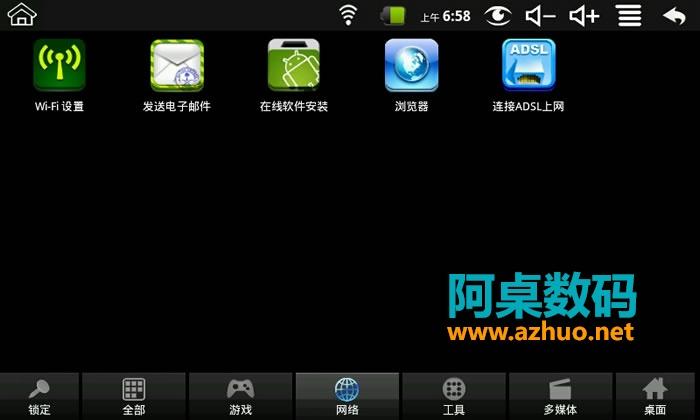 上午 6:58
ADSL
Wi-Fi 设置
发送电子邮件
在线软件安装
浏览器
连接ADSL上网
阿桌数码
www.azhuo.net
锁定
全部
游戏
网络
工具
多媒体
桌面